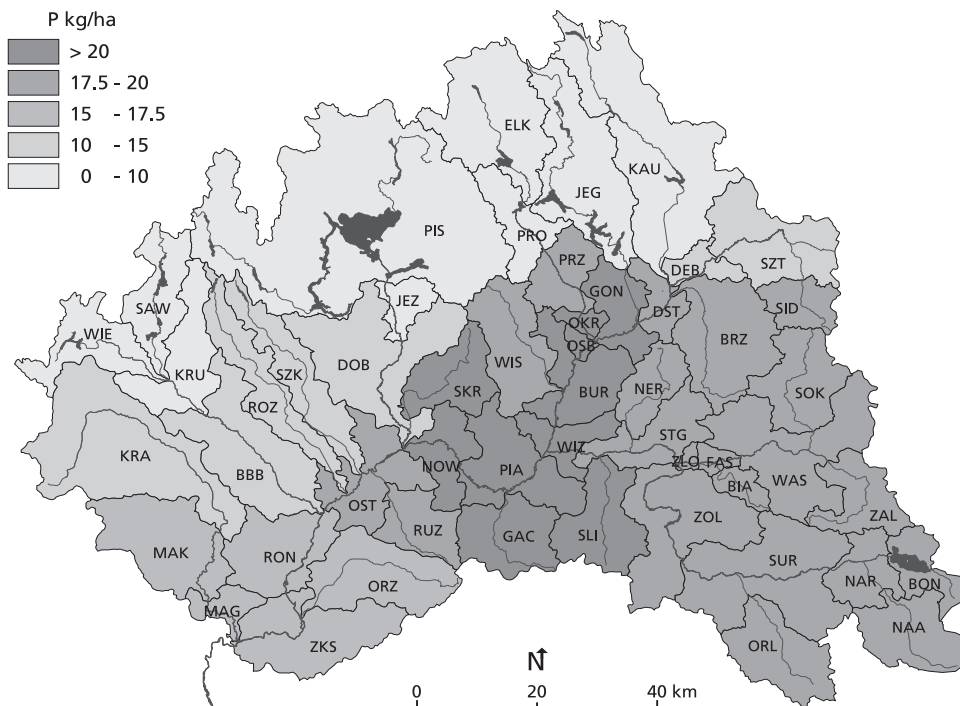 P kg/ha
> 20
17.5 - 20
15 - 17.5
10 - 15
0 - 10
ELK
KAU
JEG
PIS
PRO
PRZ
DEB
SZT
GON
JEZ
SAW
DST
SID
WIE
OKR
OSB
BRZ
DOB
WIS
KRU
SZK
SKR
BUR
NER
SOK
ROZ
STG
KRA
WIZ
NOW
PIA
ZLO
FAS
BBB
WAS
BIA
OST
ZAL
ZOL
RUZ
GAC
SLI
MAK
RON
SUR
ORZ
NAR
BON
MAG
NAA
ZKS
ORL
N
0 20 40 km